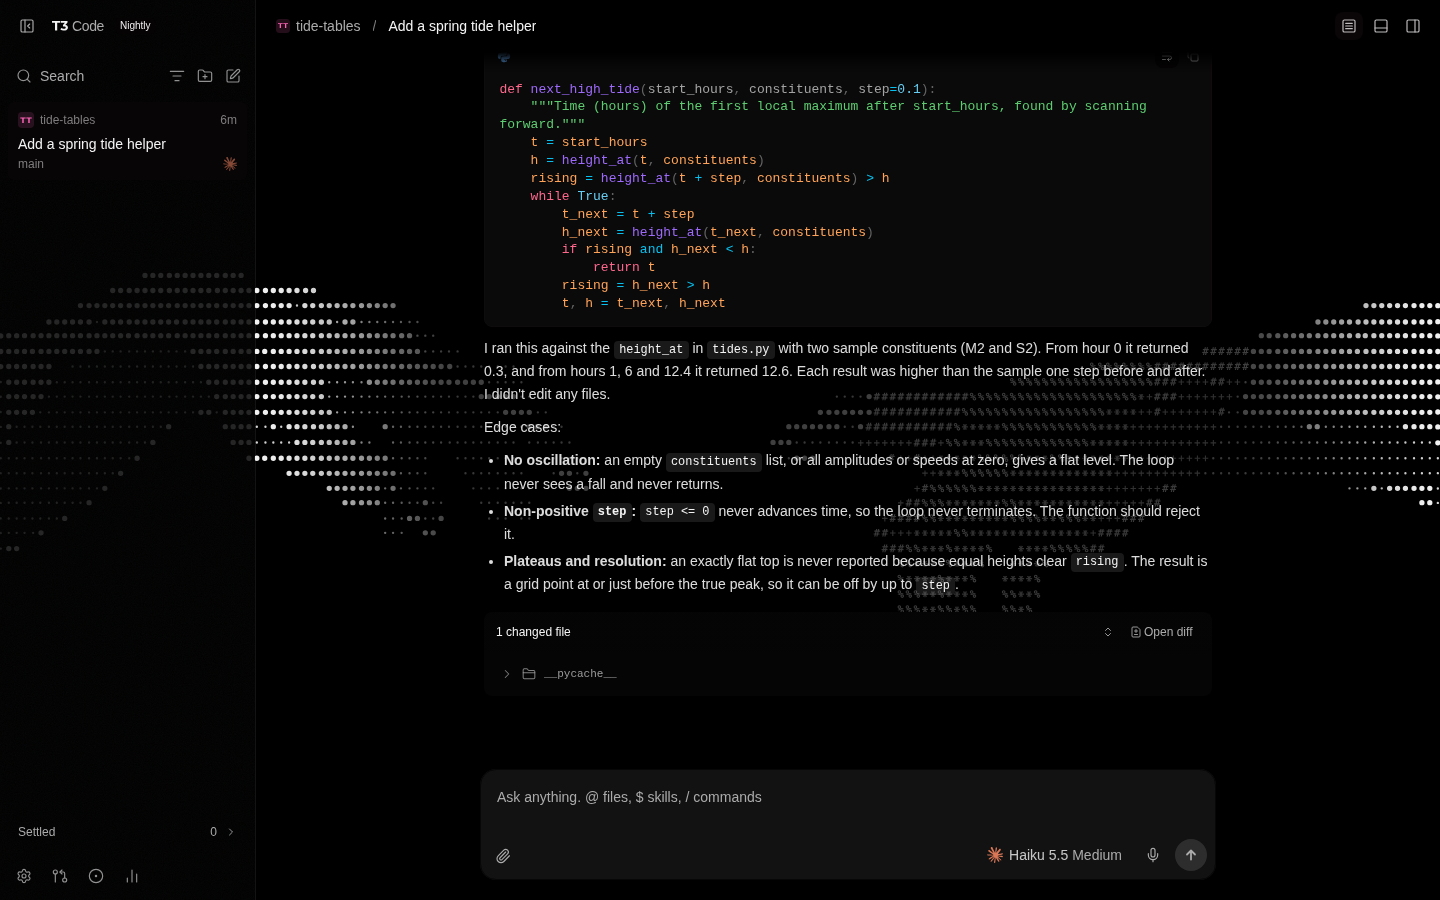 T3 Code Nightly
TT tide-tables / Add a spring tide helper
Search
TT tide-tables 6m
Add a spring tide helper
main
def next_high_tide(start_hours, constituents, step=0.1):
    """Time (hours) of the first local maximum after start_hours, found by scanning
forward."""
    t = start_hours
    h = height_at(t, constituents)
    rising = height_at(t + step, constituents) > h
    while True:
        t_next = t + step
        h_next = height_at(t_next, constituents)
        if rising and h_next < h:
            return t
        rising = h_next > h
        t, h = t_next, h_next
I ran this against the height_at in tides.py with two sample constituents (M2 and S2). From hour 0 it returned
0.3, and from hours 1, 6 and 12.4 it returned 12.6. Each result was higher than the sample one step before and after.
I didn't edit any files.
Edge cases:
• No oscillation: an empty constituents list, or all amplitudes or speeds at zero, gives a flat level. The loop
never sees a fall and never returns.
• Non-positive step: step <= 0 never advances time, so the loop never terminates. The function should reject
it.
• Plateaus and resolution: an exactly flat top is never reported because equal heights clear rising. The result is
a grid point at or just before the true peak, so it can be off by up to step.
1 changed file Open diff
__pycache__
Ask anything. @ files, $ skills, / commands
Haiku 5.5 Medium
Settled 0